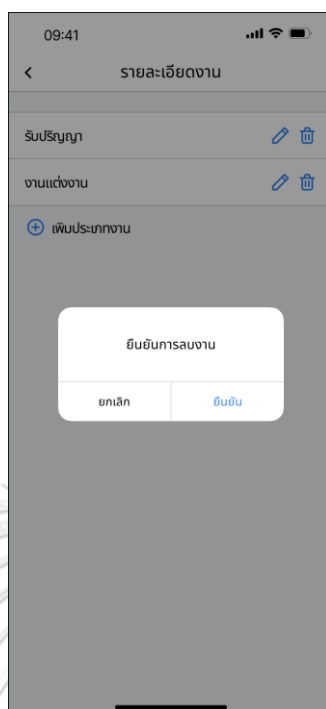 09:41
รายละเอียดงาน
รับปริญญา
งานแต่งงาน
เพิ่มประเภทงาน
ยืนยันการลบงาน
ยกเลิก ยืนยัน